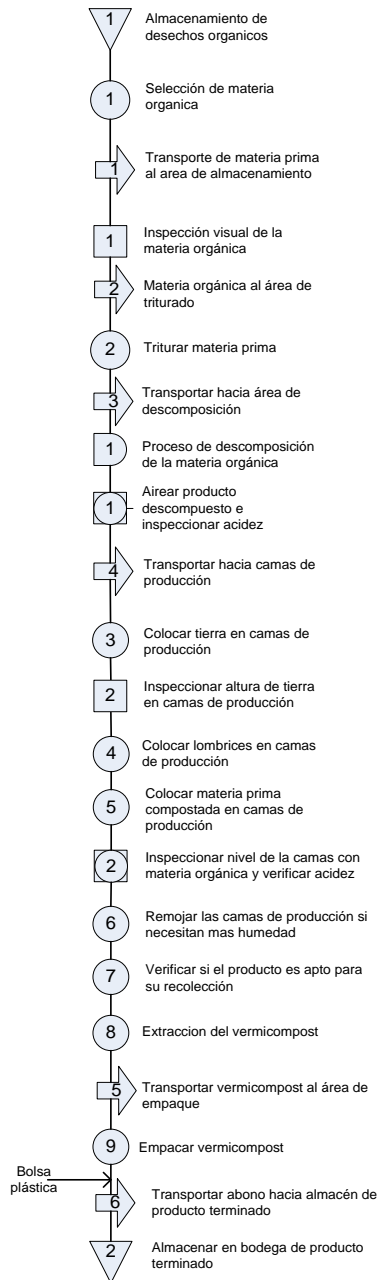 1
Almacenamiento de
desechos organicos
1
Selección de materia
organica
1
Transporte de materia prima
al area de almacenamiento
1
Inspección visual de la
materia orgánica
2
Materia orgánica al área de
triturado
2
Triturar materia prima
3
Transportar hacia área de
descomposición
1
Proceso de descomposición
de la materia orgánica
1
Airear producto
descompuesto e
inspeccionar acidez
4
Transportar hacia camas de
producción
3
Colocar tierra en camas de
producción
2
Inspeccionar altura de tierra
en camas de producción
4
Colocar lombrices en camas
de producción
5
Colocar materia prima
compostada en camas de
producción
2
Inspeccionar nivel de la camas con
materia orgánica y verificar acidez
6
Remojar las camas de producción si
necesitan mas humedad
7
Verificar si el producto es apto para
su recolección
8
Extraccion del vermicompost
5
Transportar vermicompost al área de
empaque
9
Empacar vermicompost
Bolsa
plástica
6
Transportar abono hacia almacén de
producto terminado
2
Almacenar en bodega de producto
terminado